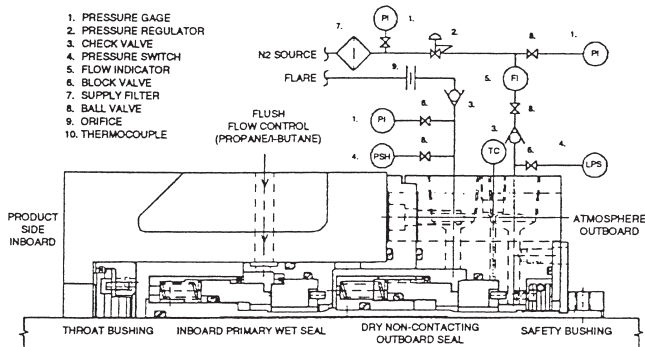 1. PRESSURE GAGE
2. PRESSURE REGULATOR
3. CHECK VALVE
4. PRESSURE SWITCH
5. FLOW INDICATOR
6. BLOCK VALVE
7. SUPPLY FILTER
8. BALL VALVE
9. ORIFICE
10. THERMOCOUPLE
7.
PI
1.
2.
8.
1.
N2 SOURCE
PI
FLARE
9.
5.
FI
FLUSH
FLOW CONTROL
(PROPANE/I-BUTANE)
3.
8.
6.
1.
PI
3.
4.
8.
TC
6.
4.
PSH
LPS
PRODUCT
SIDE
INBOARD
ATMOSPHERE
OUTBOARD
THROAT BUSHING
INBOARD PRIMARY WET SEAL
DRY NON-CONTACTING
OUTBOARD SEAL
SAFETY BUSHING